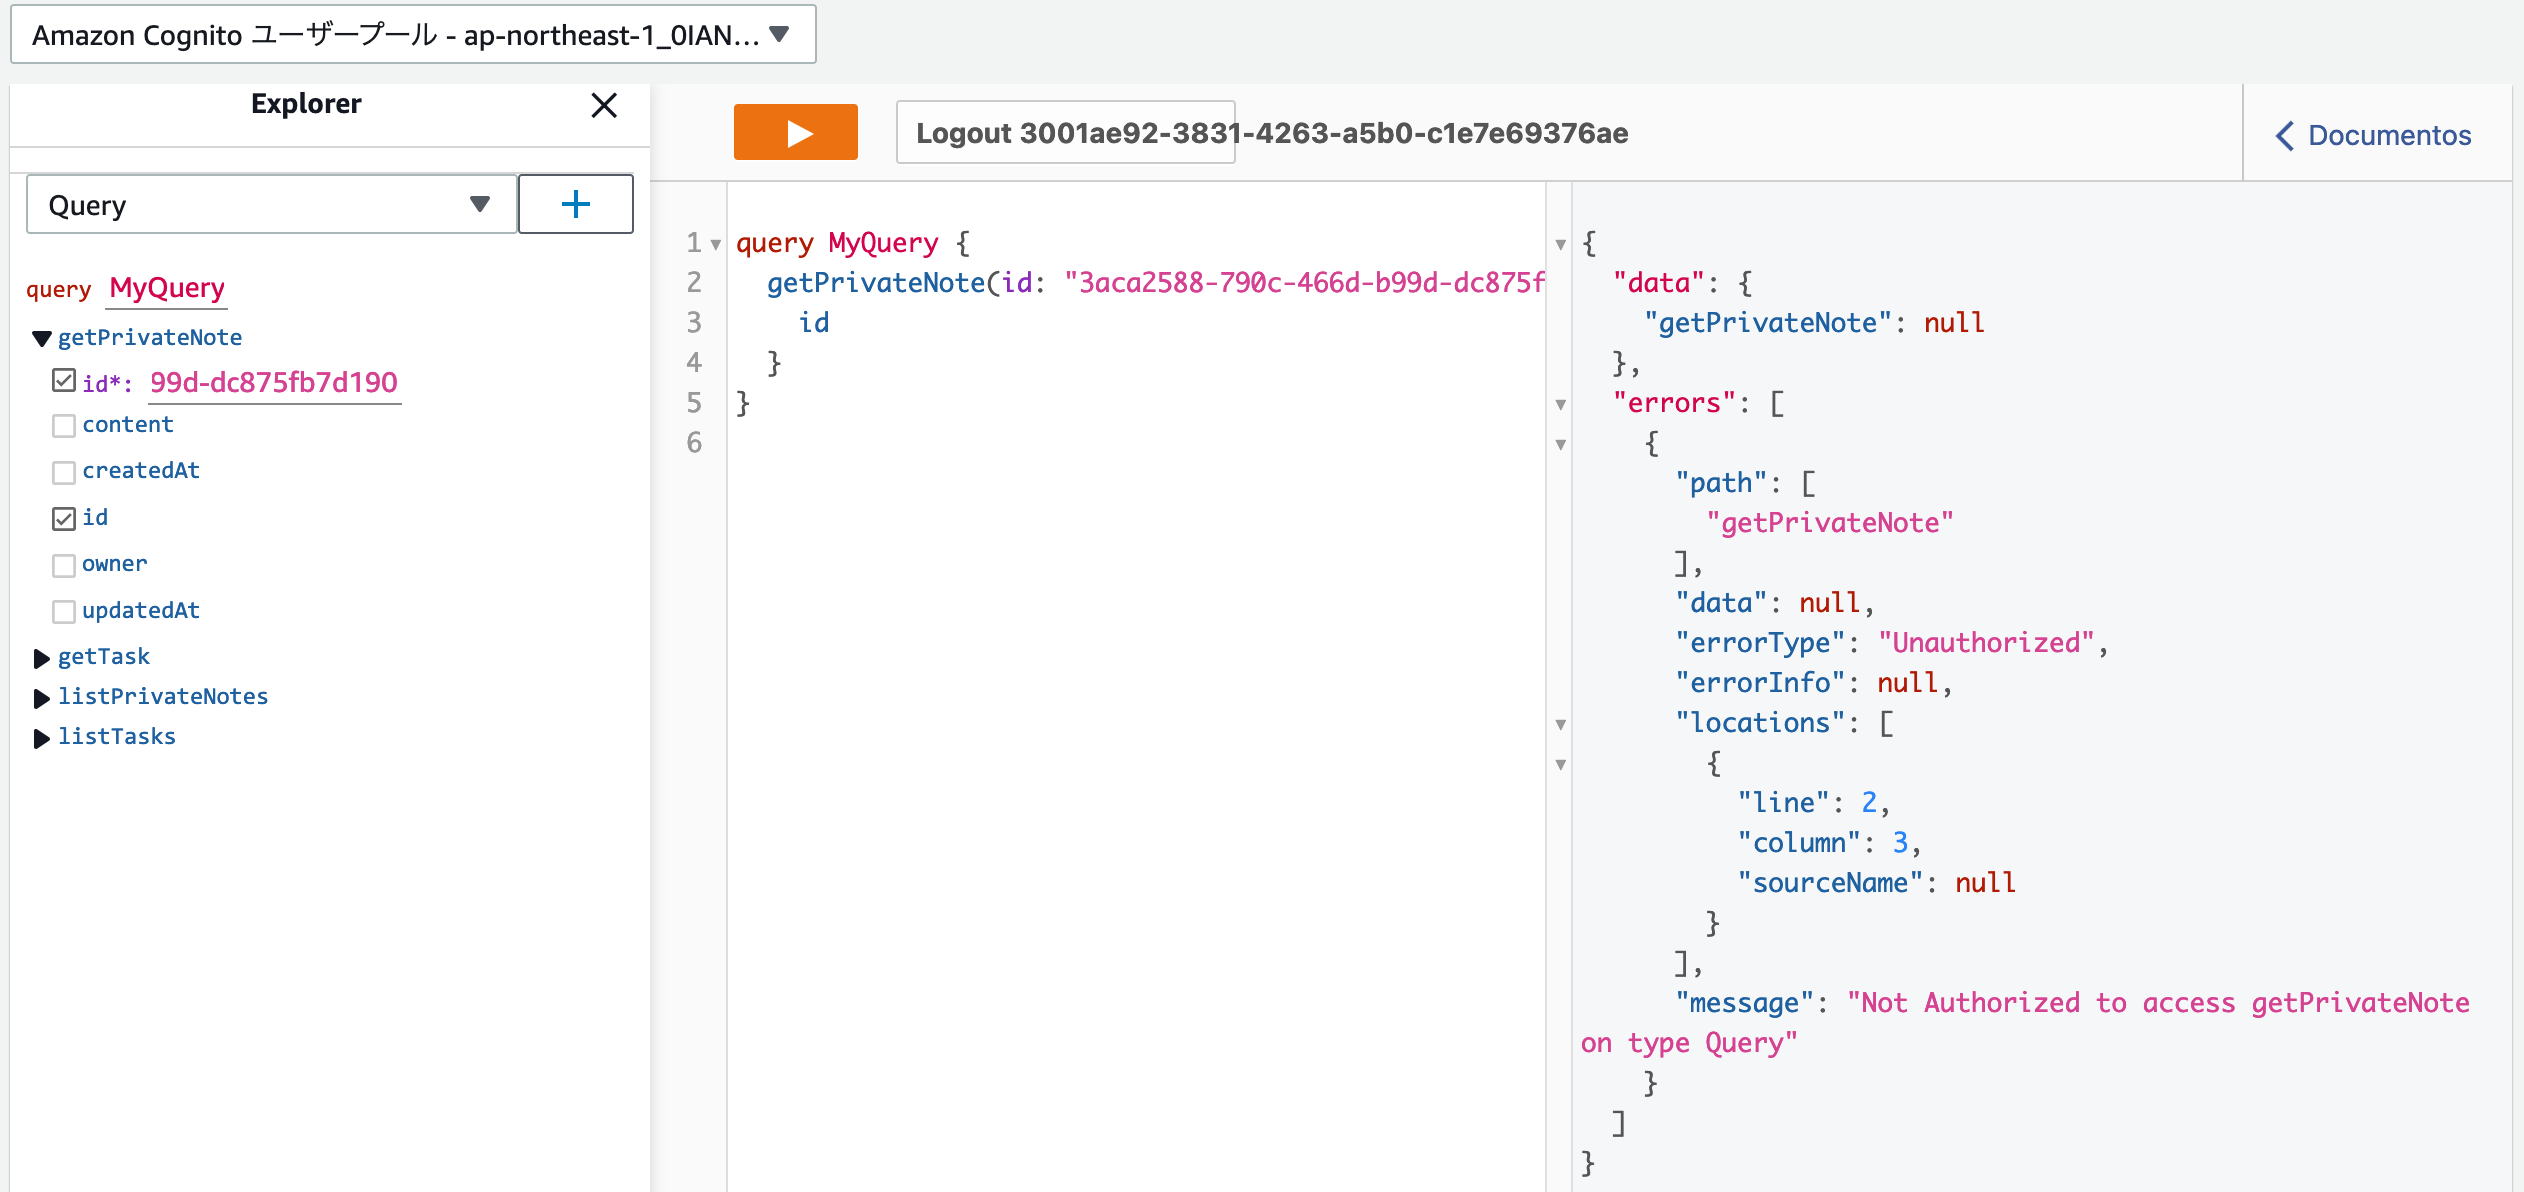 Amazon Cognito ユーザープール - ap-northeast-1_0IAN...
Explorer
Logout 3001ae92-3831-4263-a5b0-c1e7e69376ae
Documentos
Query
query MyQuery
getPrivateNote
id*: 99d-dc875fb7d190
content
createdAt
id
owner
updatedAt
getTask
listPrivateNotes
listTasks
1 query MyQuery {
2 getPrivateNote(id: "3aca2588-790c-466d-b99d-dc875f
3 id
4 }
5 }
6
{
"data": {
"getPrivateNote": null
},
"errors": [
{
"path": [
"getPrivateNote"
],
"data": null,
"errorType": "Unauthorized",
"errorInfo": null,
"locations": [
{
"line": 2,
"column": 3,
"sourceName": null
}
],
"message": "Not Authorized to access getPrivateNote
on type Query"
}
]
}